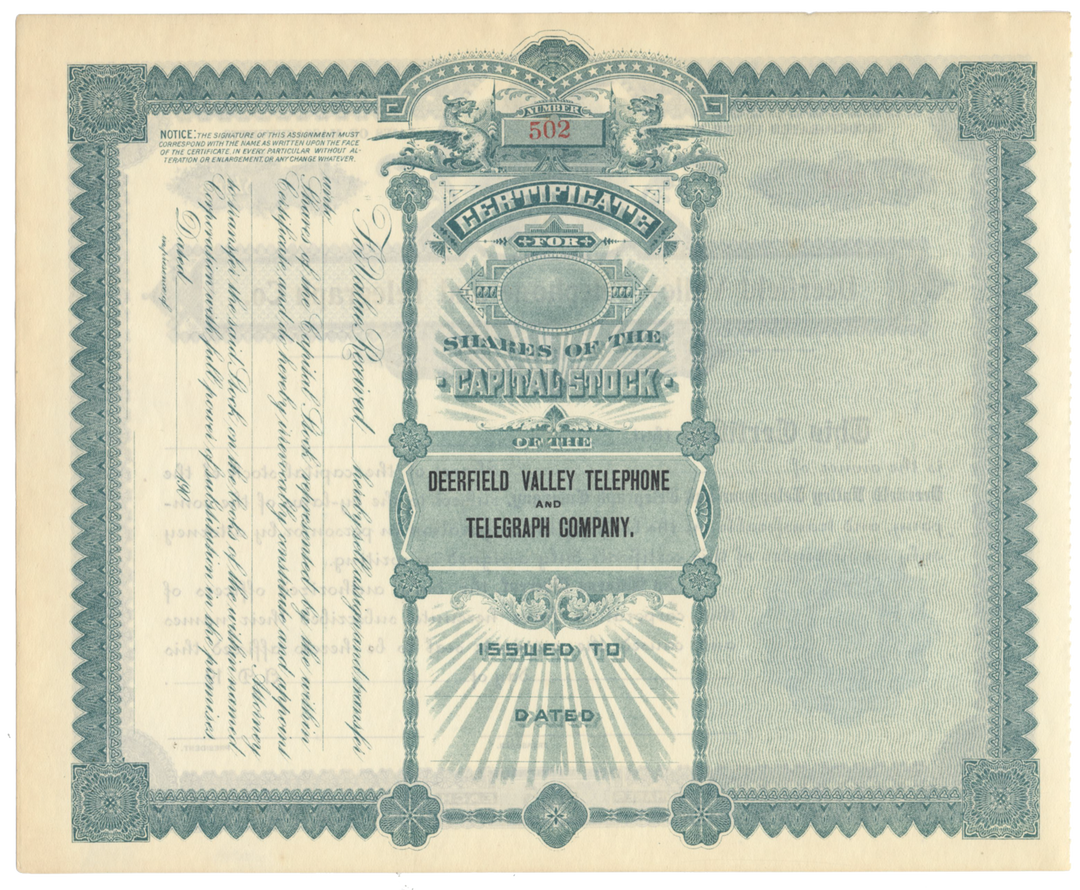 NOTICE: THE SIGNATURE OF THIS ASSIGNMENT MUST
CORRESPOND WITH THE NAME AS WRITTEN UPON THE FACE
OF THE CERTIFICATE, IN EVERY PARTICULAR WITHOUT AL-
TERATION OR ENLARGEMENT, OR ANY CHANGE WHATEVER.
For Value Received, hereby sell, assign and transfer
unto
Shares of the Capital Stock represented by the within
Certificate, and do hereby irrevocably constitute and appoint
Attorney
to transfer the said Stock on the books of the within named
Corporation with full power of substitution in the premises.
Dated 190
In presence of
NUMBER
502
CERTIFICATE
FOR
SHARES OF THE
CAPITAL STOCK
OF THE
DEERFIELD VALLEY TELEPHONE
AND
TELEGRAPH COMPANY.
ISSUED TO
DATED